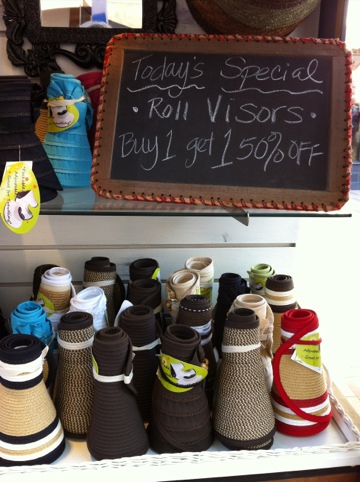 Today's Special
• Roll Visors •
Buy 1 get 1 50% OFF